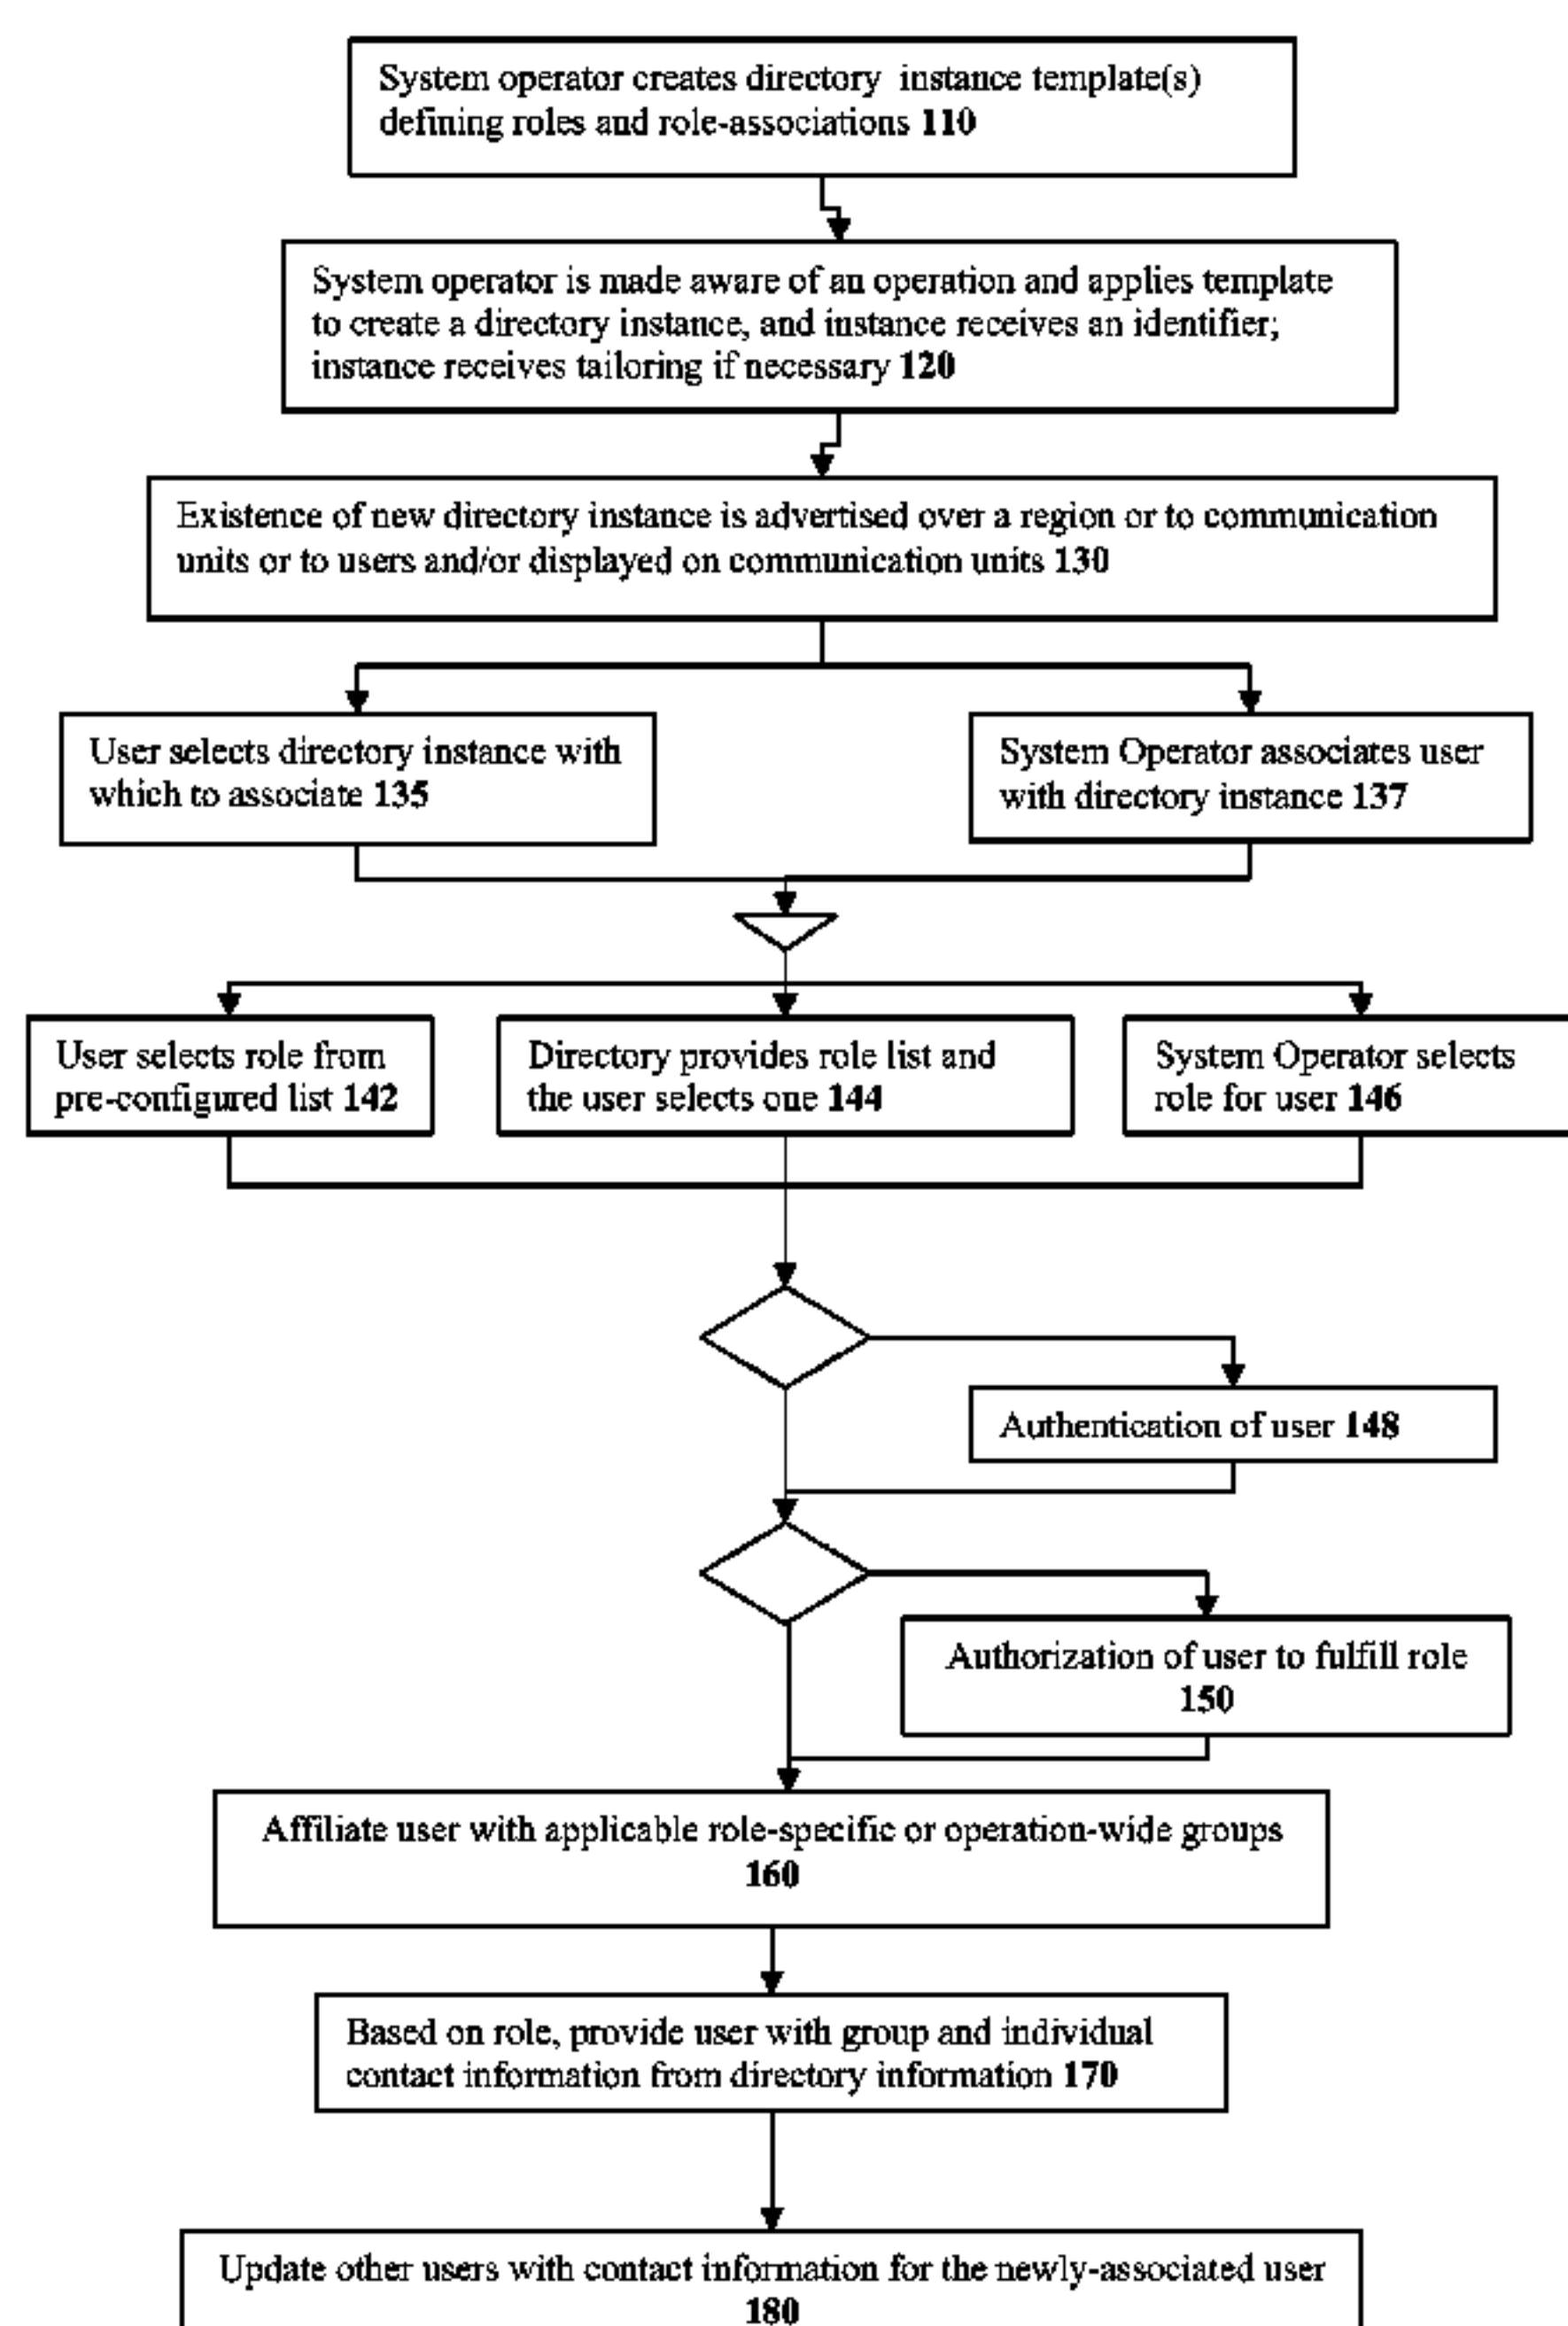 System operator creates directory instance template(s)
defining roles and role-associations 110
System operator is made aware of an operation and applies template
to create a directory instance, and instance receives an identifier;
instance receives tailoring if necessary 120
Existence of new directory instance is advertised over a region or to communication
units or to users and/or displayed on communication units 130
User selects directory instance with
which to associate 135
System Operator associates user
with directory instance 137
User selects role from
pre-configured list 142
Directory provides role list and
the user selects one 144
System Operator selects
role for user 146
Authentication of user 148
Authorization of user to fulfill role
150
Affiliate user with applicable role-specific or operation-wide groups
160
Based on role, provide user with group and individual
contact information from directory information 170
Update other users with contact information for the newly-associated user
180